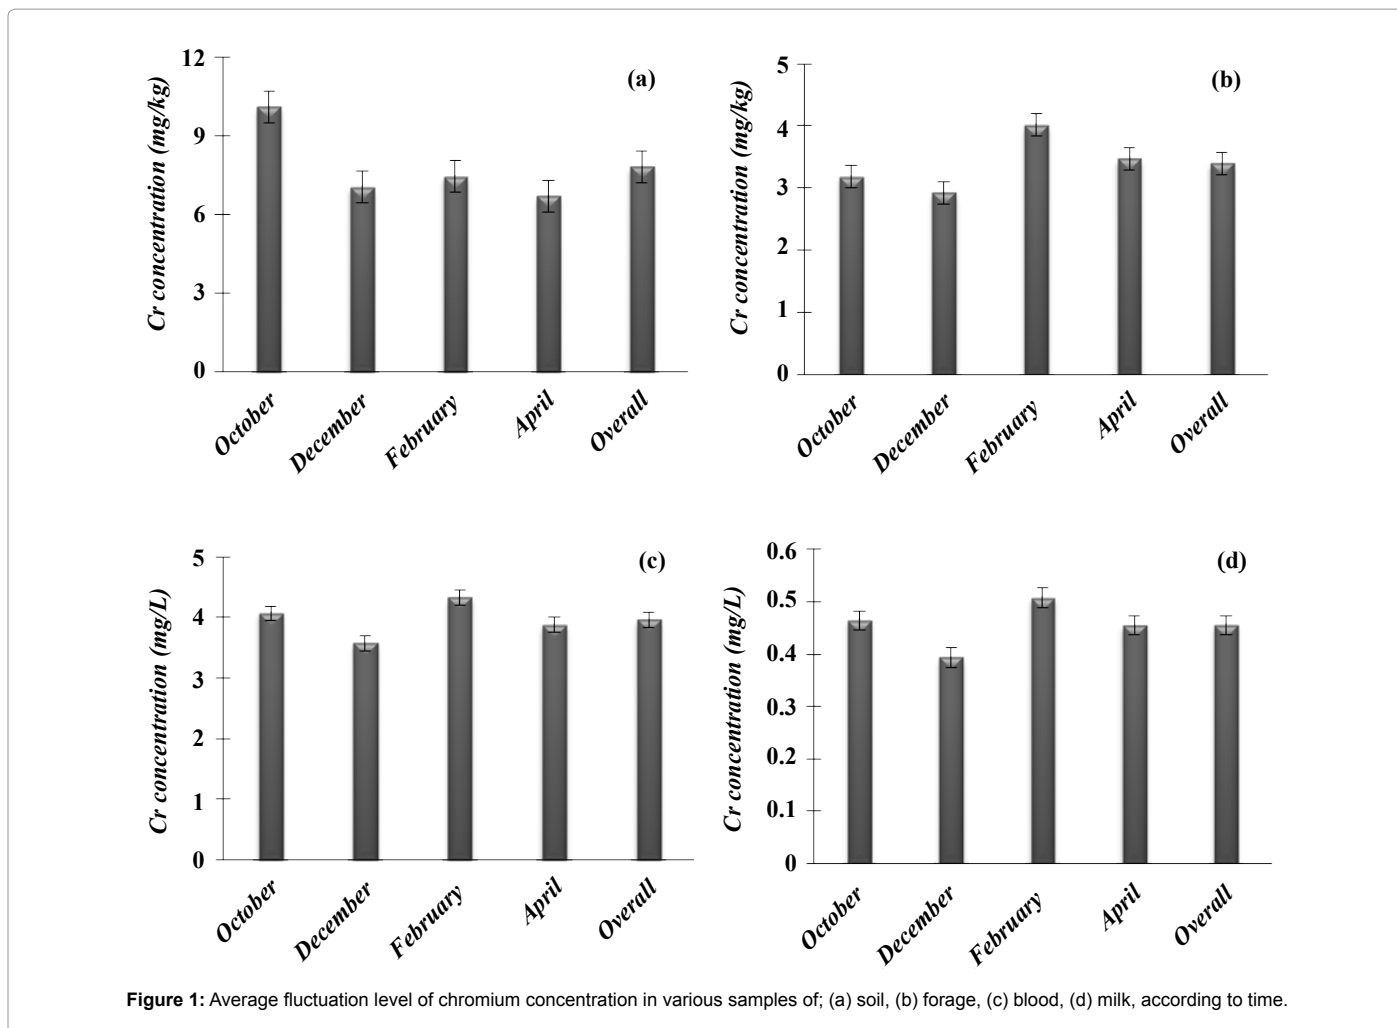 (a)
Cr concentration (mg/kg)
12
9
6
3
0
October
December
February
April
Overall
(b)
Cr concentration (mg/kg)
5
4
3
2
1
0
October
December
February
April
Overall
(c)
Cr concentration (mg/L)
5
4
3
2
1
0
October
December
February
April
Overall
(d)
Cr concentration (mg/L)
0.6
0.5
0.4
0.3
0.2
0.1
0
October
December
February
April
Overall
Figure 1: Average fluctuation level of chromium concentration in various samples of; (a) soil, (b) forage, (c) blood, (d) milk, according to time.